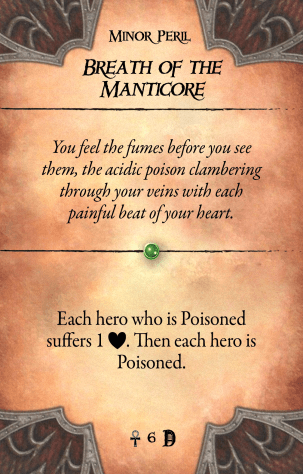 Minor Peril
Breath of the
Manticore
You feel the fumes before you see
them, the acidic poison clambering
through your veins with each
painful beat of your heart.
Each hero who is Poisoned
suffers 1 ♥. Then each hero is
Poisoned.
☥ 6 D